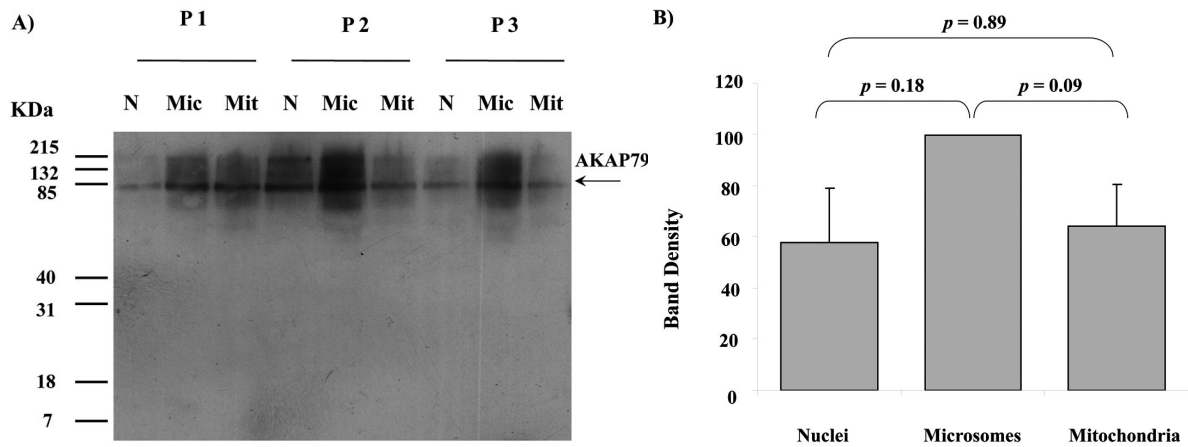 A)
P 1
P 2
P 3
N Mic Mit N Mic Mit N Mic Mit
KDa
215
132
85
40
31
18
7
AKAP79
B)
p = 0.89
p = 0.18
p = 0.09
Band Density
120
100
80
60
40
20
0
Nuclei Microsomes Mitochondria